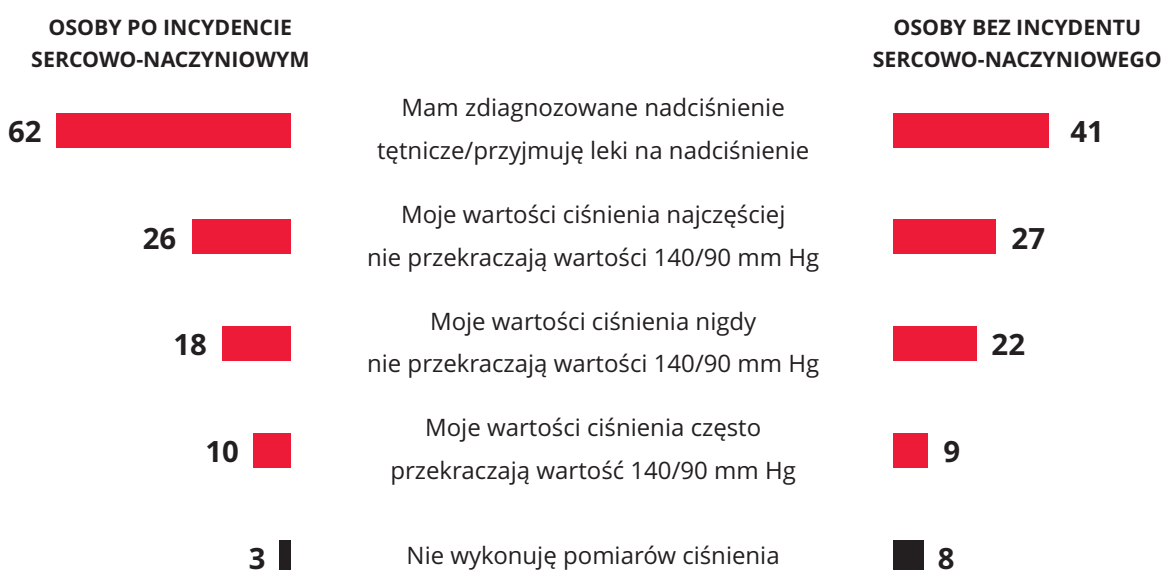 OSOBY PO INCYDENCIE
SERCOWO-NACZYNIOWYM
OSOBY BEZ INCYDENTU
SERCOWO-NACZYNIOWEGO
62
Mam zdiagnozowane nadciśnienie
tętnicze/przyjmuję leki na nadciśnienie
41
26
Moje wartości ciśnienia najczęściej
nie przekraczają wartości 140/90 mm Hg
27
18
Moje wartości ciśnienia nigdy
nie przekraczają wartości 140/90 mm Hg
22
10
Moje wartości ciśnienia często
przekraczają wartość 140/90 mm Hg
9
3
Nie wykonuję pomiarów ciśnienia
8